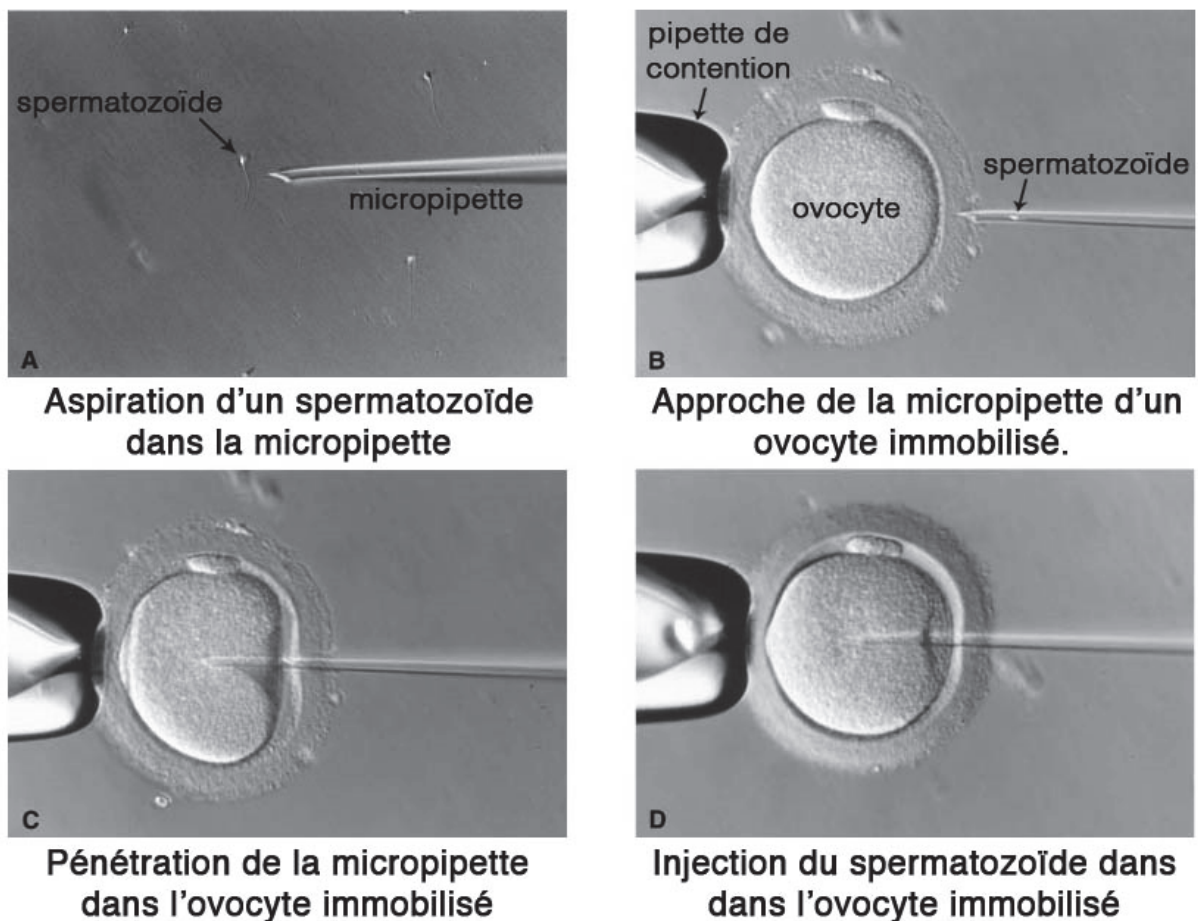 spermatozoïde
micropipette
A
Aspiration d'un spermatozoïde
dans la micropipette
pipette de
contention
spermatozoïde
ovocyte
B
Approche de la micropipette d'un
ovocyte immobilisé.
C
Pénétration de la micropipette
dans l'ovocyte immobilisé
D
Injection du spermatozoïde dans
dans l'ovocyte immobilisé